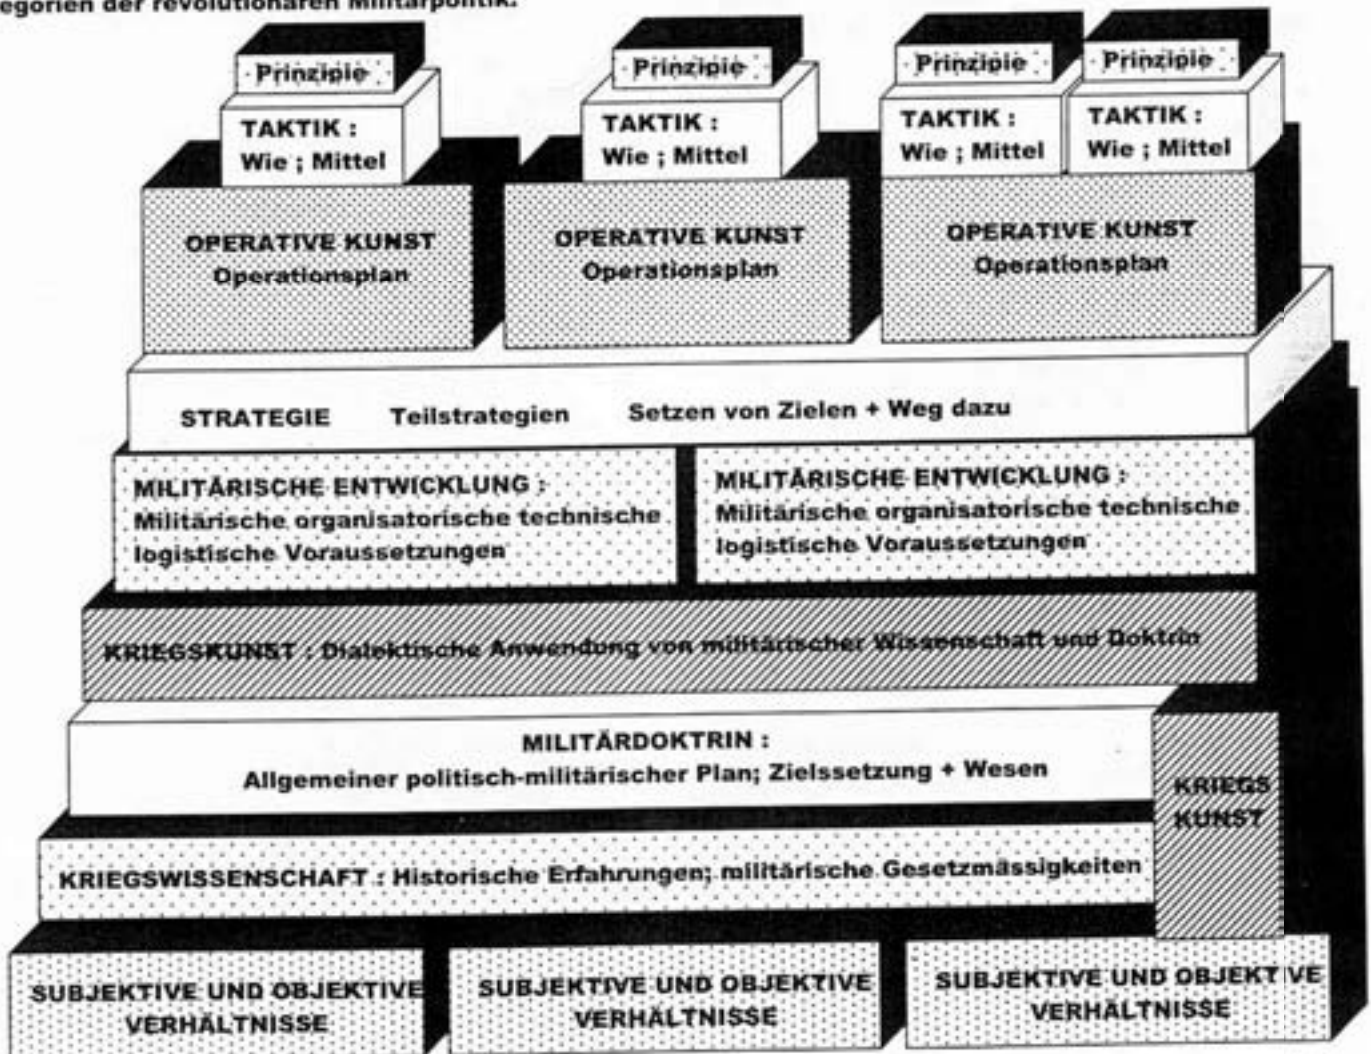 egorien der revolutionären Militärpolitik.
Prinzipie
Prinzipie
Prinzipie
Prinzipie
TAKTIK :
Wie ; Mittel
TAKTIK :
Wie ; Mittel
TAKTIK :
Wie ; Mittel
TAKTIK :
Wie ; Mittel
OPERATIVE KUNST
Operationsplan
OPERATIVE KUNST
Operationsplan
OPERATIVE KUNST
Operationsplan
STRATEGIE Teilstrategien Setzen von Zielen + Weg dazu
MILITÄRISCHE ENTWICKLUNG :
Militärische organisatorische technische
logistische Voraussetzungen
MILITÄRISCHE ENTWICKLUNG :
Militärische organisatorische technische
logistische Voraussetzungen
KRIEGSKUNST : Dialektische Anwendung von militärischer Wissenschaft und Doktrin
MILITÄRDOKTRIN :
Allgemeiner politisch-militärischer Plan; Zielssetzung + Wesen
KRIEGS
KUNST
KRIEGSWISSENSCHAFT : Historische Erfahrungen; militärische Gesetzmässigkeiten
SUBJEKTIVE UND OBJEKTIVE
VERHÄLTNISSE
SUBJEKTIVE UND OBJEKTIVE
VERHÄLTNISSE
SUBJEKTIVE UND OBJEKTIVE
VERHÄLTNISSE